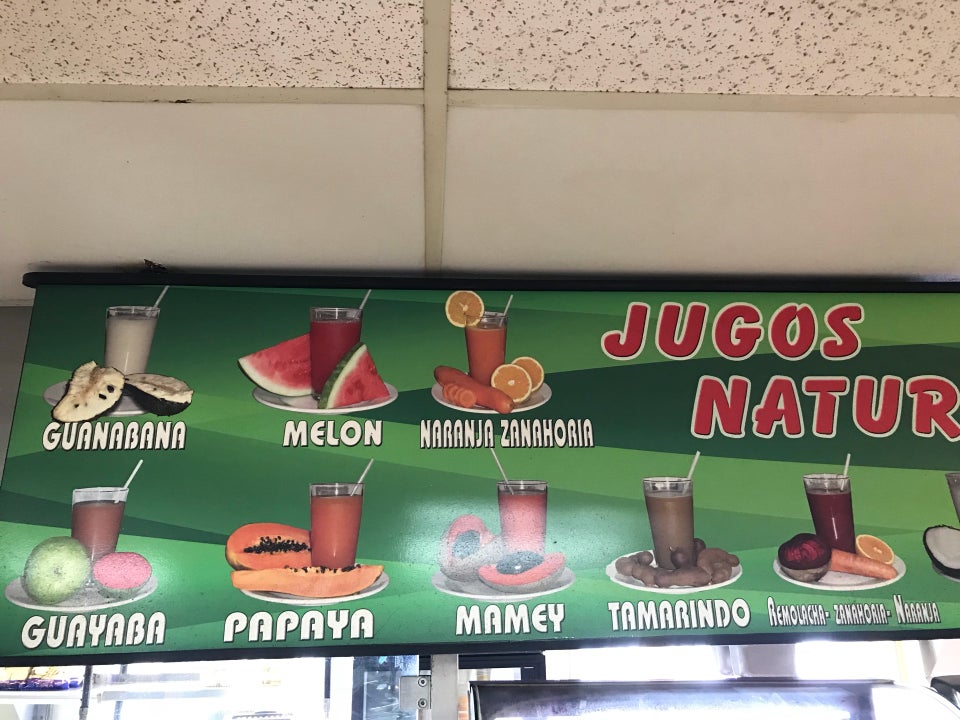 JUGOS
NATUR
GUANABANA
MELON
NARANJA ZANAHORIA
GUAYABA
PAPAYA
MAMEY
TAMARINDO
REMOLACHA- ZANAHORIA- NARANJA